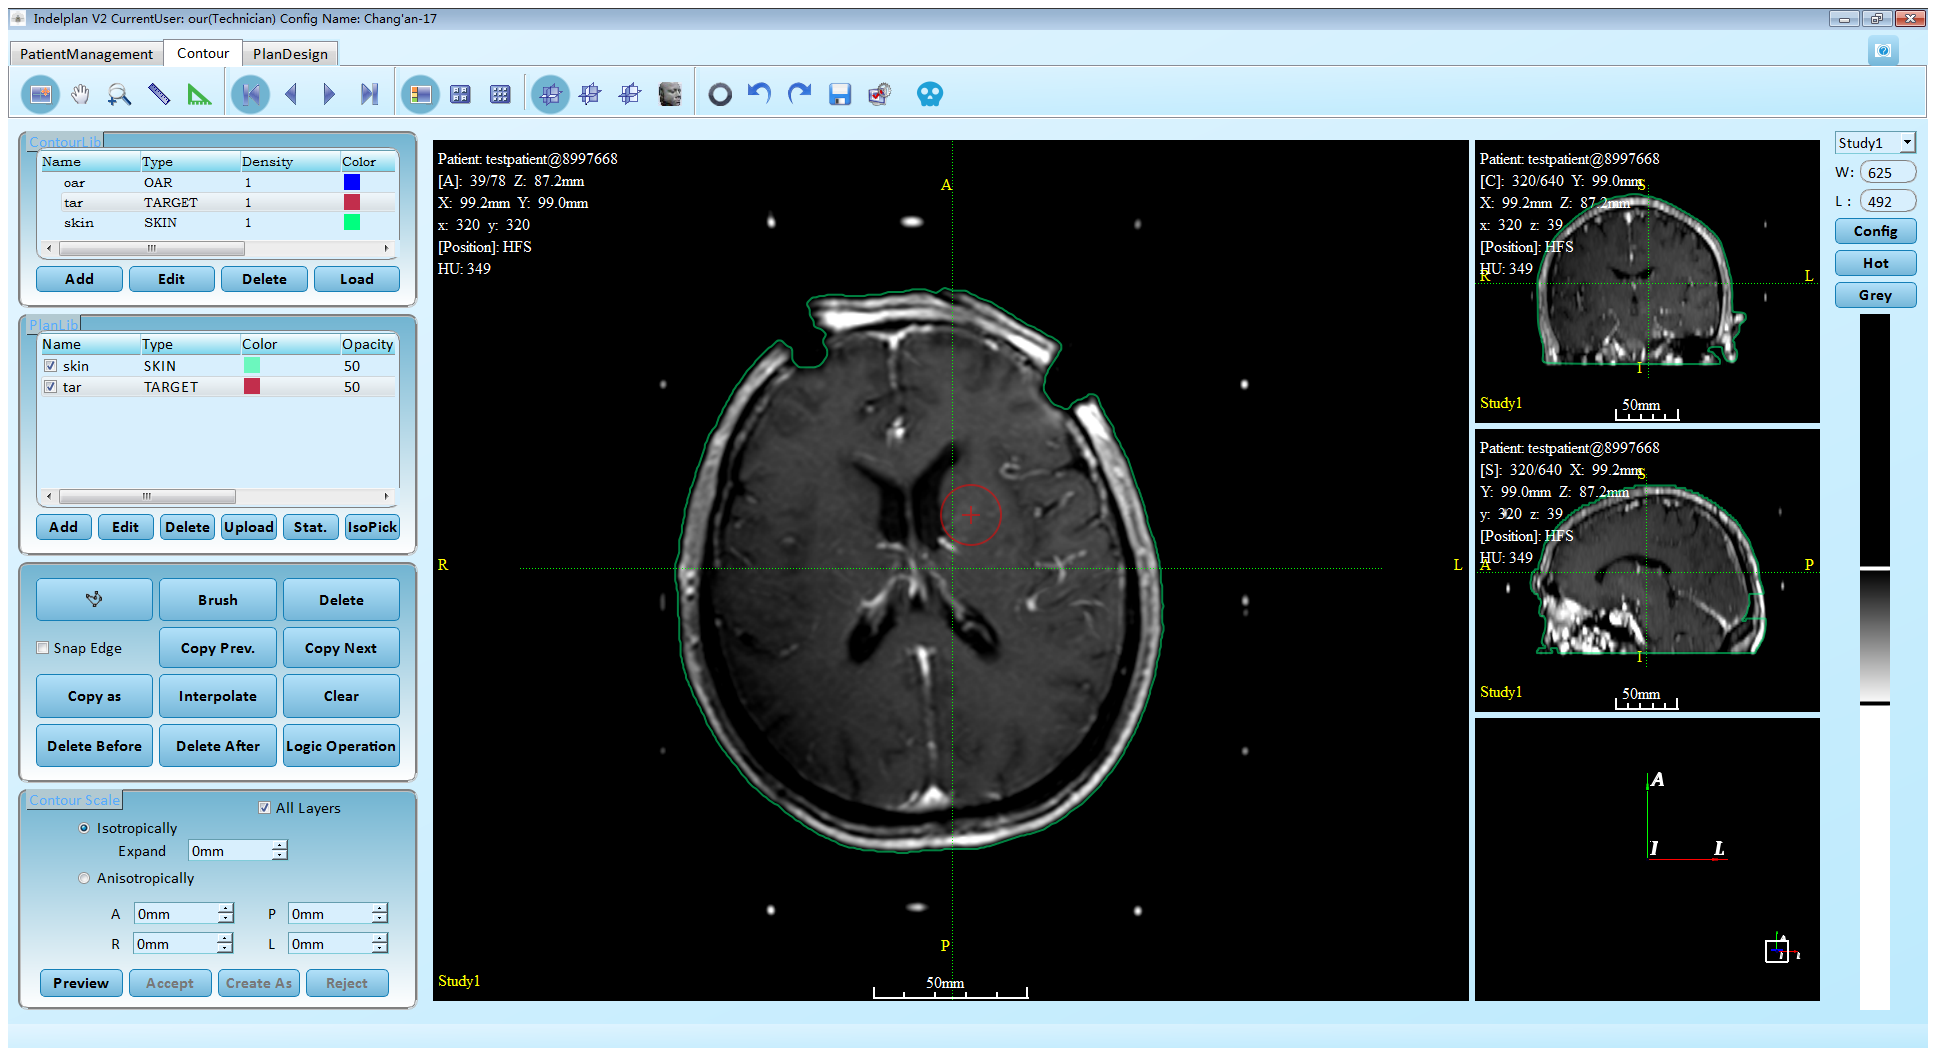 Indelplan V2 CurrentUser: our(Technician) Config Name: Chang'an-17
PatientManagement Contour PlanDesign
ContourLib
Name Type Density Color
oar OAR 1
tar TARGET 1
skin SKIN 1
Add Edit Delete Load
PlanLib
Name Type Color Opacity
skin SKIN 50
tar TARGET 50
Add Edit Delete Upload Stat. IsoPick
Brush Delete
Snap Edge Copy Prev. Copy Next
Copy as Interpolate Clear
Delete Before Delete After Logic Operation
Contour Scale
All Layers
Isotropically
Expand 0mm
Anisotropically
A 0mm P 0mm
R 0mm L 0mm
Preview Accept Create As Reject
Patient: testpatient@8997668
[A]: 39/78 Z: 87.2mm
X: 99.2mm Y: 99.0mm
x: 320 y: 320
[Position]: HFS
HU: 349
A
R
L
P
Study1
50mm
Patient: testpatient@8997668
[C]: 320/640 Y: 99.0mm
S
X: 99.2mm Z: 87.2mm
x: 320 z: 39
[Position]: HFS
HU: 349
R
L
I
Study1
50mm
Patient: testpatient@8997668
[S]: 320/640 X: 99.2mm
S
Y: 99.0mm Z: 87.2mm
y: 320 z: 39
[Position]: HFS
HU: 349
A
P
I
Study1
50mm
A
I L
Study1
W: 625
L : 492
Config
Hot
Grey